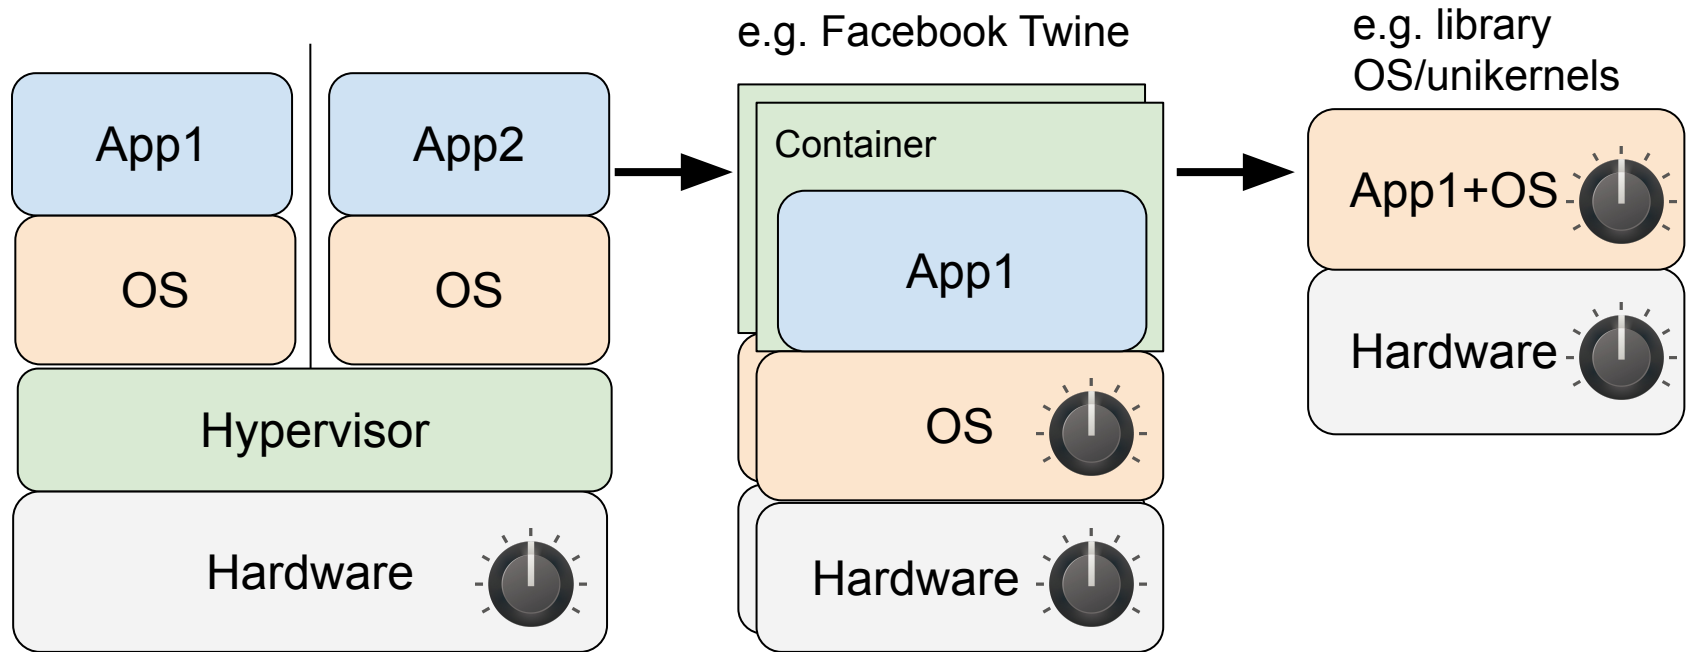 App1
App2
OS
OS
Hypervisor
Hardware
e.g. Facebook Twine
Container
App1
OS
Hardware
e.g. library
OS/unikernels
App1+OS
Hardware